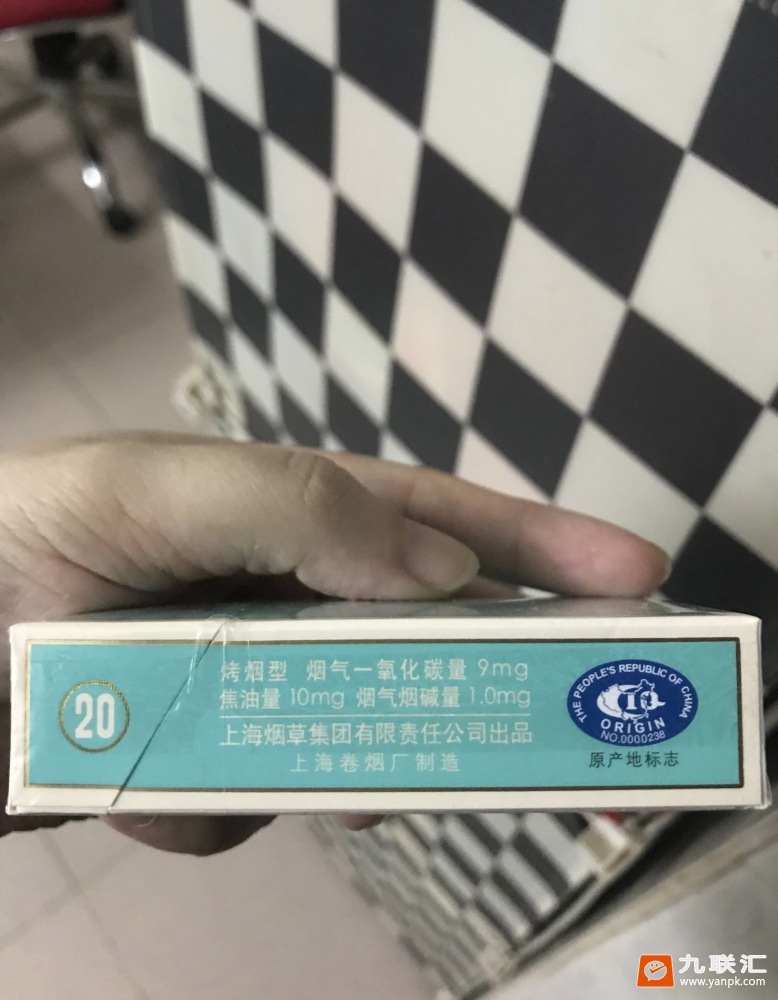 20
烤烟型 烟气一氧化碳量 9mg
焦油量 10mg 烟气烟碱量 1.0mg
上海烟草集团有限责任公司出品
上海卷烟厂制造
THE PEOPLE'S REPUBLIC OF CHINA
ORIGIN
NO.0000238
原产地标志
九联汇
www.yanpk.com